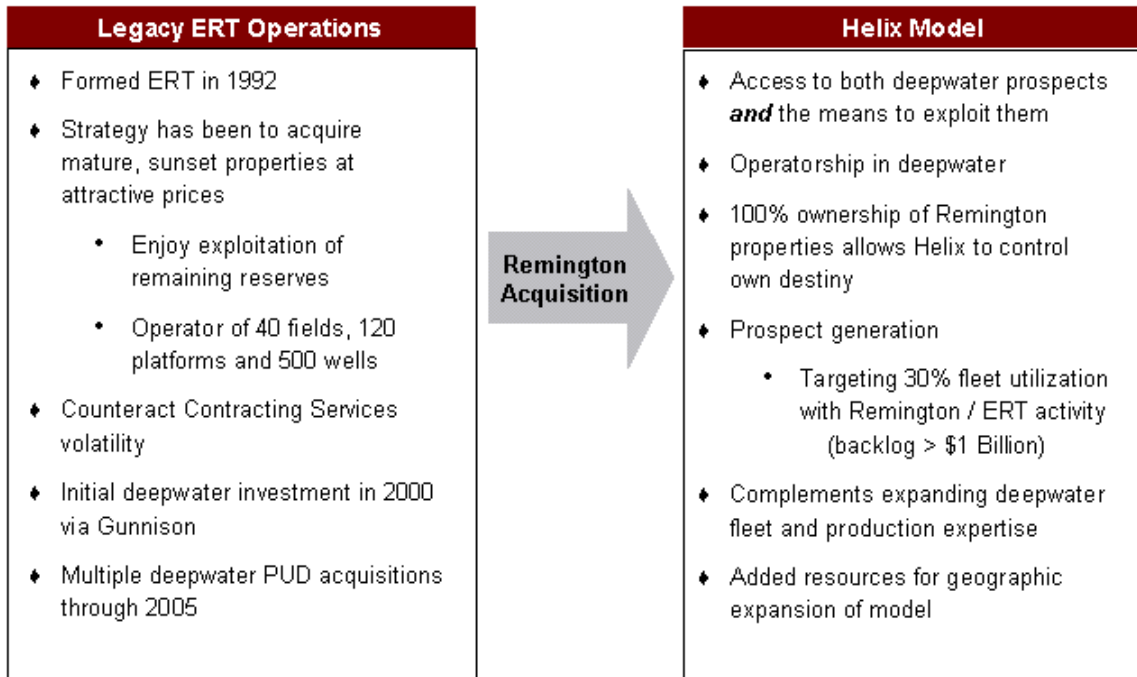 Legacy ERT Operations
♦ Formed ERT in 1992
♦ Strategy has been to acquire
mature, sunset properties at
attractive prices
• Enjoy exploitation of
remaining reserves
• Operator of 40 fields, 120
platforms and 500 wells
♦ Counteract Contracting Services
volatility
♦ Initial deepwater investment in 2000
via Gunnison
♦ Multiple deepwater PUD acquisitions
through 2005
Remington
Acquisition
Helix Model
♦ Access to both deepwater prospects
and the means to exploit them
♦ Operatorship in deepwater
♦ 100% ownership of Remington
properties allows Helix to control
own destiny
♦ Prospect generation
• Targeting 30% fleet utilization
with Remington / ERT activity
(backlog > $1 Billion)
♦ Complements expanding deepwater
fleet and production expertise
♦ Added resources for geographic
expansion of model